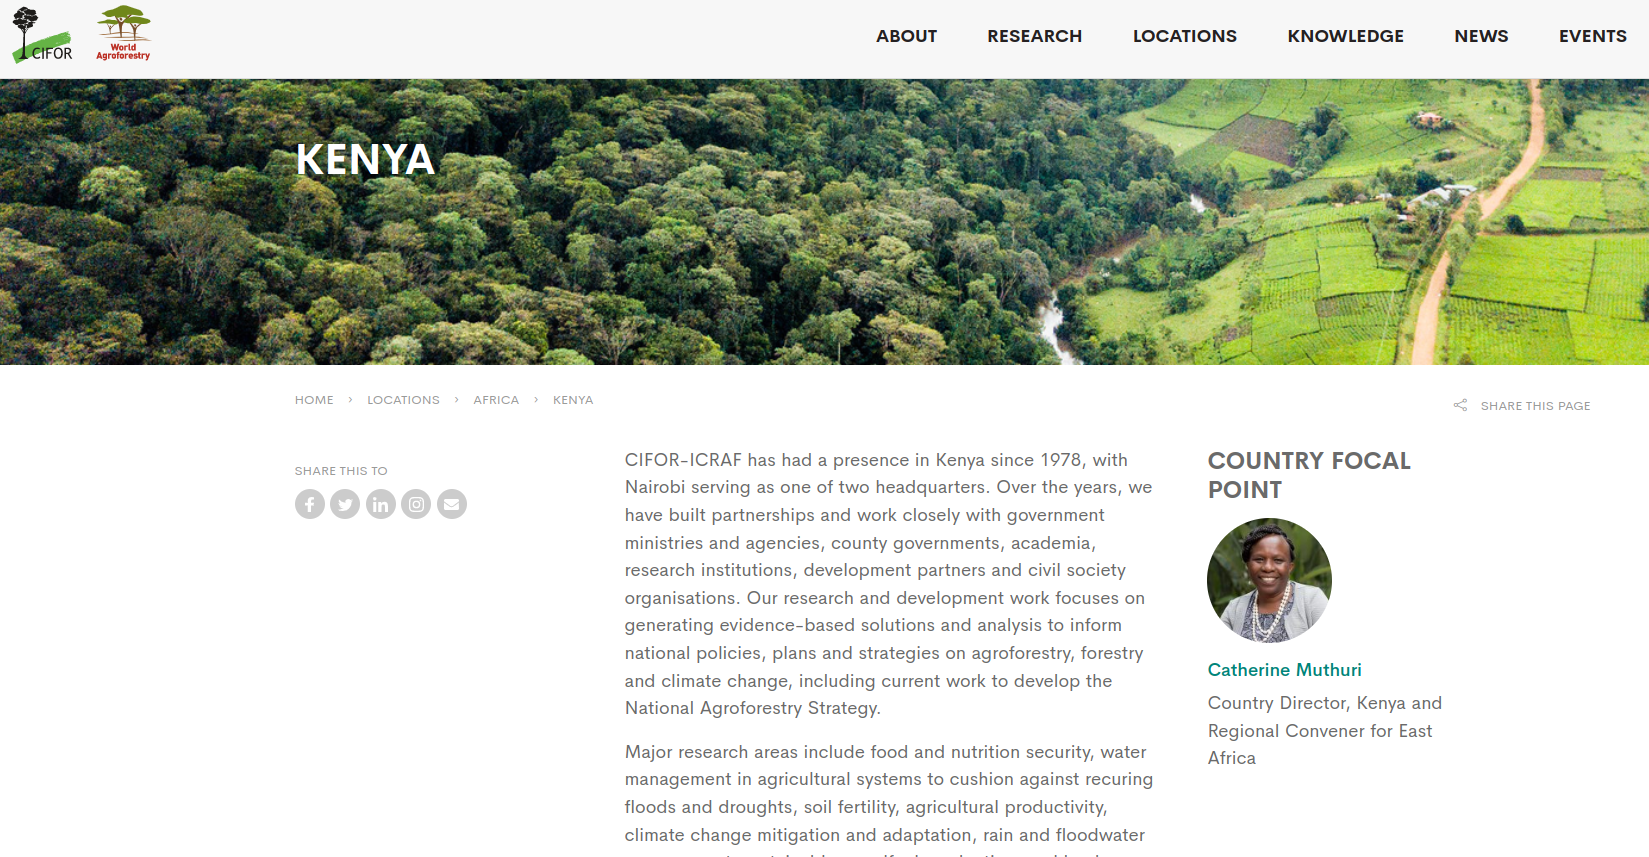 CIFOR
World
Agroforestry
ABOUT
RESEARCH
LOCATIONS
KNOWLEDGE
NEWS
EVENTS
KENYA
HOME › LOCATIONS › AFRICA › KENYA
SHARE THIS PAGE
SHARE THIS TO
CIFOR-ICRAF has had a presence in Kenya since 1978, with
Nairobi serving as one of two headquarters. Over the years, we
have built partnerships and work closely with government
ministries and agencies, county governments, academia,
research institutions, development partners and civil society
organisations. Our research and development work focuses on
generating evidence-based solutions and analysis to inform
national policies, plans and strategies on agroforestry, forestry
and climate change, including current work to develop the
National Agroforestry Strategy.
Major research areas include food and nutrition security, water
management in agricultural systems to cushion against recuring
floods and droughts, soil fertility, agricultural productivity,
climate change mitigation and adaptation, rain and floodwater
COUNTRY FOCAL
POINT
Catherine Muthuri
Country Director, Kenya and
Regional Convener for East
Africa